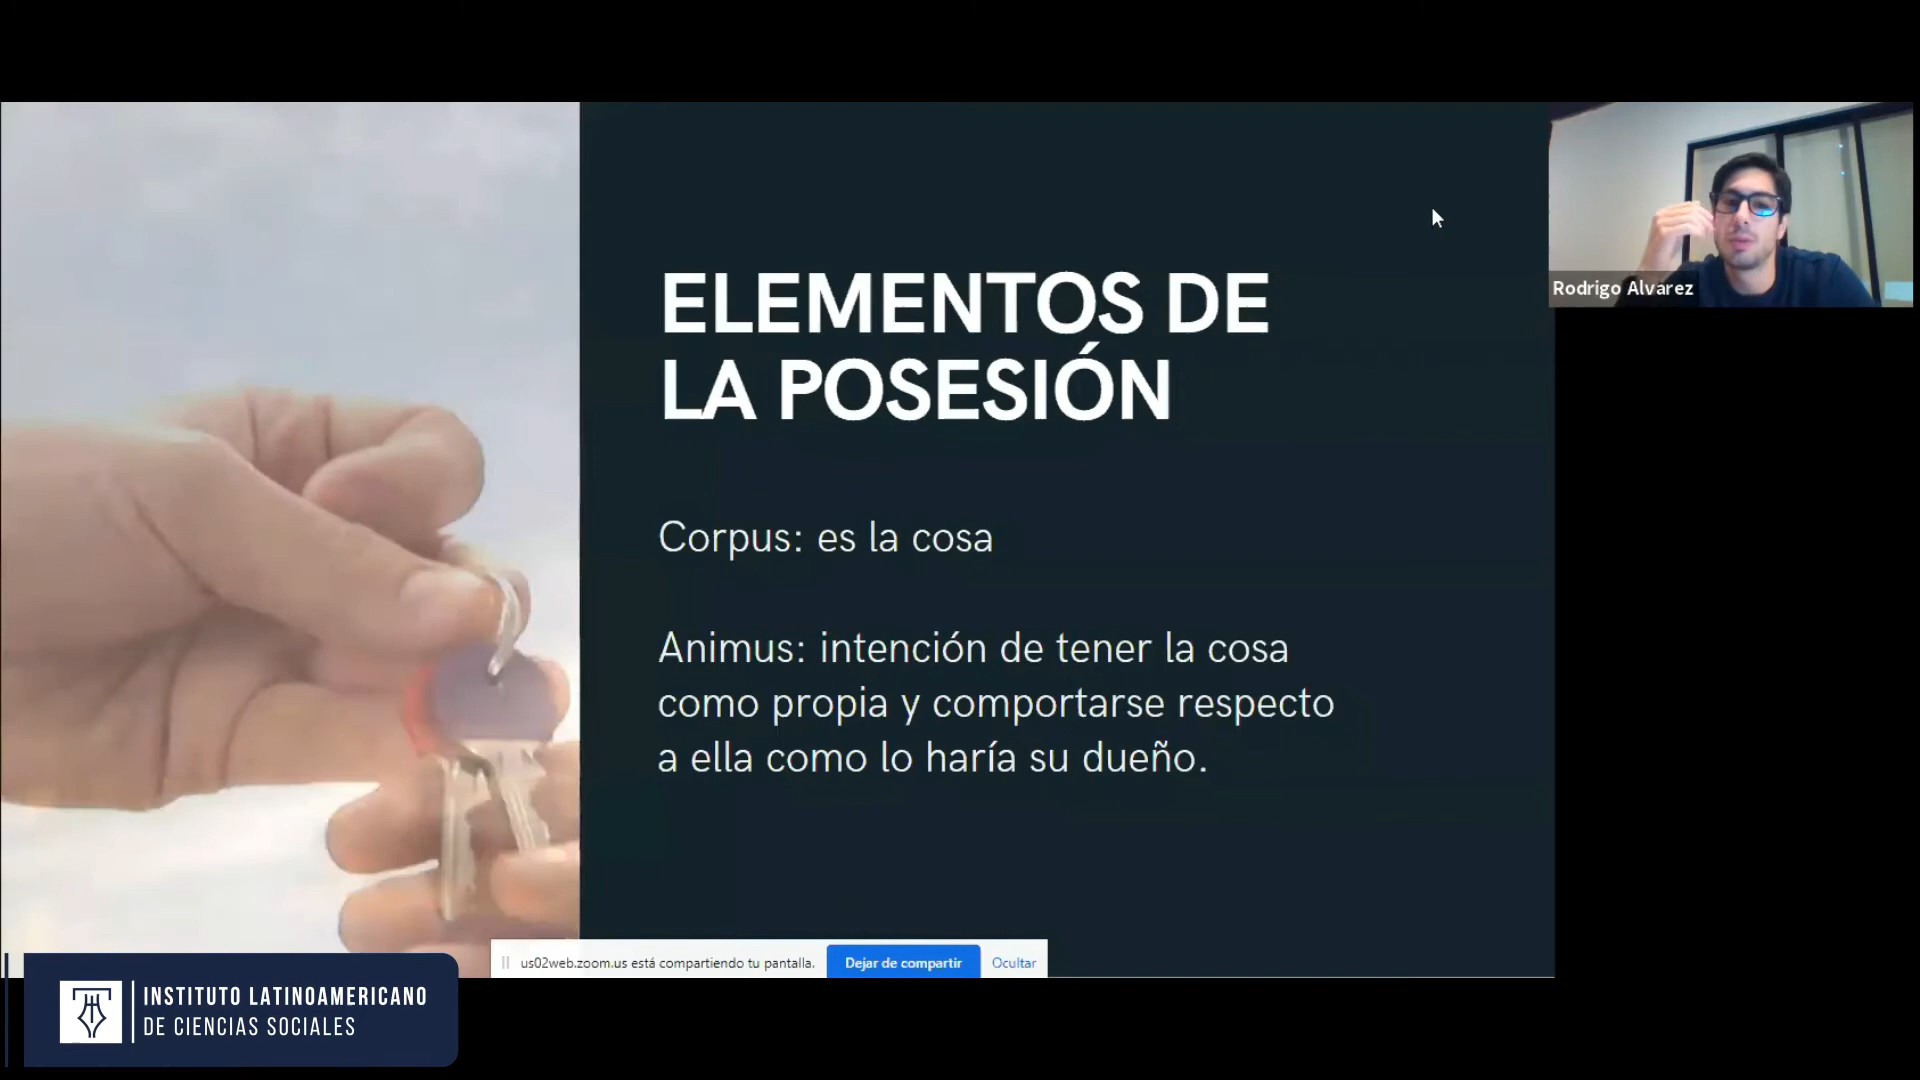 ELEMENTOS DE
LA POSESIÓN
Corpus: es la cosa
Animus: intención de tener la cosa
como propia y comportarse respecto
a ella como lo haría su dueño.
Rodrigo Alvarez
us02web.zoom.us está compartiendo tu pantalla.
Dejar de compartir
Ocultar
INSTITUTO LATINOAMERICANO
DE CIENCIAS SOCIALES